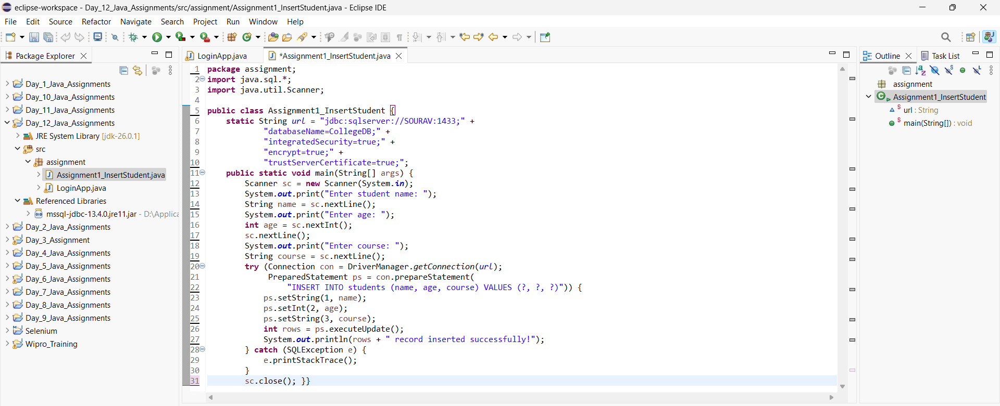 eclipse-workspace - Day_12_Java_Assignments/src/assignment/Assignment1_InsertStudent.java - Eclipse IDE
File Edit Source Refactor Navigate Search Project Run Window Help
Package Explorer
Day_1_Java_Assignments
Day_10_Java_Assignments
Day_11_Java_Assignments
Day_12_Java_Assignments
JRE System Library [jdk-26.0.1]
src
assignment
Assignment1_InsertStudent.java
LoginApp.java
Referenced Libraries
mssql-jdbc-13.4.0.jre11.jar - D:\Applica
Day_2_Java_Assignments
Day_3_Assignment
Day_4_Java_Assignments
Day_5_Java_Assignments
Day_6_Java_Assignments
Day_7_Java_Assignments
Day_8_Java_Assignments
Day_9_Java_Assignments
Selenium
Wipro_Training
LoginApp.java *Assignment1_InsertStudent.java
1 package assignment;
2 import java.sql.*;
3 import java.util.Scanner;
4
5 public class Assignment1_InsertStudent {
6 static String url = "jdbc:sqlserver://SOURAV:1433;" +
7 "databaseName=CollegeDB;" +
8 "integratedSecurity=true;" +
9 "encrypt=true;" +
10 "trustServerCertificate=true;";
11 public static void main(String[] args) {
12 Scanner sc = new Scanner(System.in);
13 System.out.print("Enter student name: ");
14 String name = sc.nextLine();
15 System.out.print("Enter age: ");
16 int age = sc.nextInt();
17 sc.nextLine();
18 System.out.print("Enter course: ");
19 String course = sc.nextLine();
20 try (Connection con = DriverManager.getConnection(url);
21 PreparedStatement ps = con.prepareStatement(
22 "INSERT INTO students (name, age, course) VALUES (?, ?, ?)")) {
23 ps.setString(1, name);
24 ps.setInt(2, age);
25 ps.setString(3, course);
26 int rows = ps.executeUpdate();
27 System.out.println(rows + " record inserted successfully!");
28 } catch (SQLException e) {
29 e.printStackTrace();
30 }
31 sc.close(); }}
Outline Task List
assignment
Assignment1_InsertStudent
url : String
main(String[]) : void